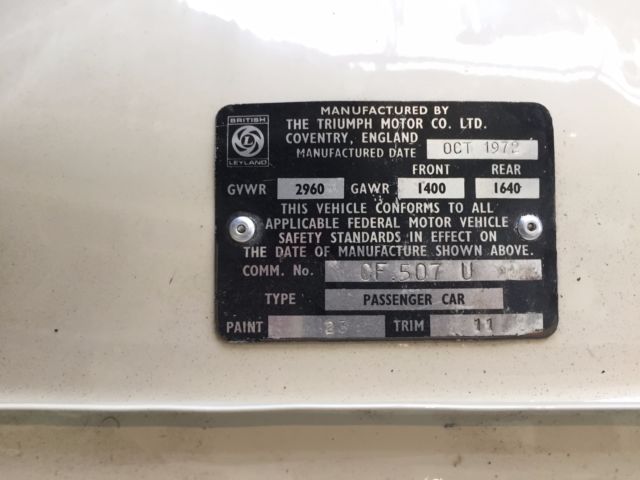 MANUFACTURED BY
BRITISH
LEYLAND
THE TRIUMPH MOTOR CO. LTD.
COVENTRY, ENGLAND
MANUFACTURED DATE OCT 1972
FRONT REAR
GVWR 2960 GAWR 1400 1640
THIS VEHICLE CONFORMS TO ALL
APPLICABLE FEDERAL MOTOR VEHICLE
SAFETY STANDARDS IN EFFECT ON
THE DATE OF MANUFACTURE SHOWN ABOVE.
COMM. No. CF 507 U
TYPE PASSENGER CAR
PAINT 23 TRIM 11